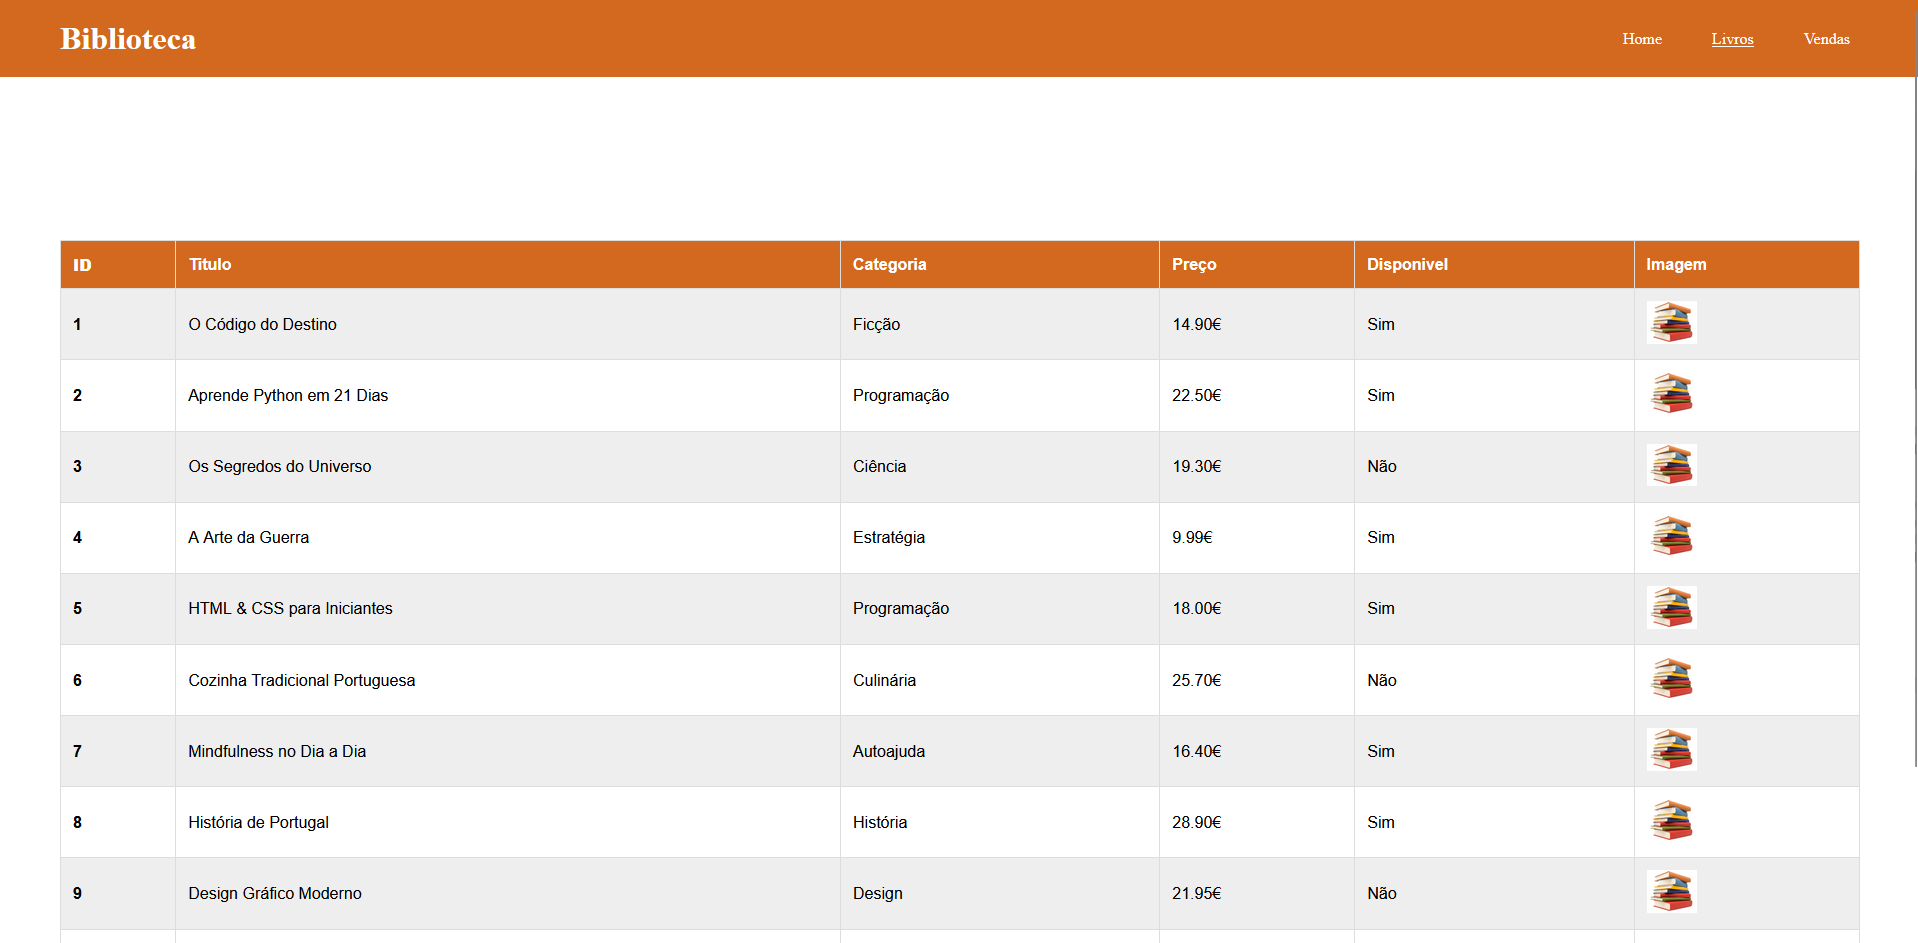 Biblioteca
Home Livros Vendas
ID Titulo Categoria Preço Disponivel Imagem
1 O Código do Destino Ficção 14.90€ Sim
2 Aprende Python em 21 Dias Programação 22.50€ Sim
3 Os Segredos do Universo Ciência 19.30€ Não
4 A Arte da Guerra Estratégia 9.99€ Sim
5 HTML & CSS para Iniciantes Programação 18.00€ Sim
6 Cozinha Tradicional Portuguesa Culinária 25.70€ Não
7 Mindfulness no Dia a Dia Autoajuda 16.40€ Sim
8 História de Portugal História 28.90€ Sim
9 Design Gráfico Moderno Design 21.95€ Não